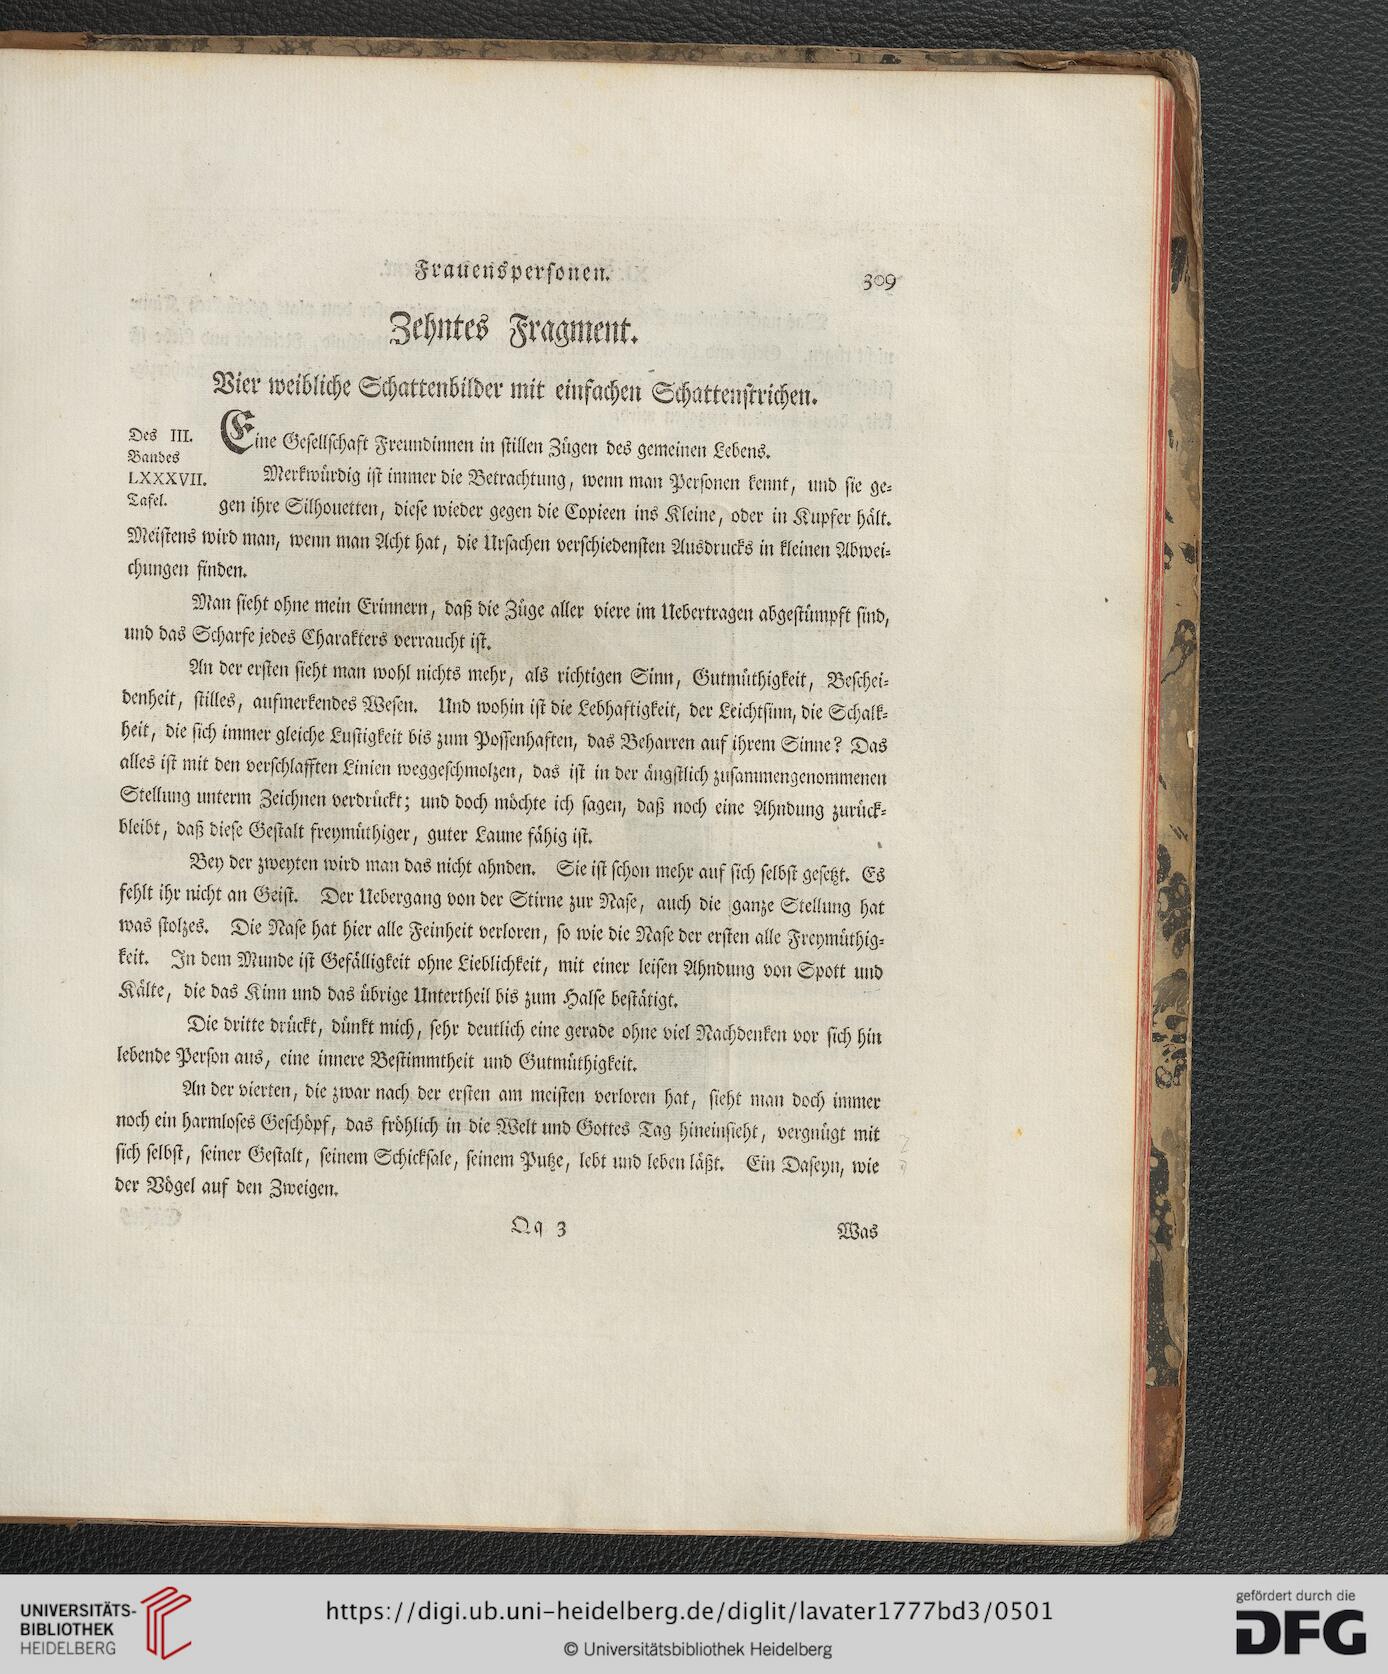 Frauenspersonen.
309
Zehntes Fragment.
Vier weibliche Schattenbilder mit einfachen Schattenstrichen.
Des III.
Bandes
LXXXVII.
Tafel.
Eine Gesellschaft Freundinnen in stillen Zügen des gemeinen Lebens.
Merkwürdig ist immer die Betrachtung, wenn man Personen kennt, und sie ge-
gen ihre Silhouetten, diese wieder gegen die Copieen ins Kleine, oder in Kupfer hält.
Meistens wird man, wenn man Acht hat, die Ursachen verschiedensten Ausdrucks in kleinen Abwei-
chungen finden.
Man sieht ohne mein Erinnern, daß die Züge aller viere im Uebertragen abgestümpft sind,
und das Scharfe jedes Charakters verraucht ist.
An der ersten sieht man wohl nichts mehr, als richtigen Sinn, Gutmüthigkeit, Beschei-
denheit, stilles, aufmerkendes Wesen. Und wohin ist die Lebhaftigkeit, der Leichtsinn, die Schalk-
heit, die sich immer gleiche Lustigkeit bis zum Possenhaften, das Beharren auf ihrem Sinne? Das
alles ist mit den verschlafften Linien weggeschmolzen, das ist in der ängstlich zusammengenommenen
Stellung unterm Zeichnen verdrückt; und doch möchte ich sagen, daß noch eine Ahndung zurück-
bleibt, daß diese Gestalt freymüthiger, guter Laune fähig ist.
Bey der zweyten wird man das nicht ahnden. Sie ist schon mehr auf sich selbst gesetzt. Es
fehlt ihr nicht an Geist. Der Uebergang von der Stirne zur Nase, auch die ganze Stellung hat
was stolzes. Die Nase hat hier alle Feinheit verloren, so wie die Nase der ersten alle Freymüthig-
keit. In dem Munde ist Gefälligkeit ohne Lieblichkeit, mit einer leisen Ahndung von Spott und
Kälte, die das Kinn und das übrige Untertheil bis zum Halse bestätigt.
Die dritte drückt, dünkt mich, sehr deutlich eine gerade ohne viel Nachdenken vor sich hin
lebende Person aus, eine innere Bestimmtheit und Gutmüthigkeit.
An der vierten, die zwar nach der ersten am meisten verloren hat, sieht man doch immer
noch ein harmloses Geschöpf, das fröhlich in die Welt und Gottes Tag hineinsieht, vergnügt mit
sich selbst, seiner Gestalt, seinem Schicksale, seinem Putze, lebt und leben läßt. Ein Daseyn, wie
der Vögel auf den Zweigen.
Qq 3
Was
UNIVERSITÄTS-
BIBLIOTHEK
HEIDELBERG
https://digi.ub.uni-heidelberg.de/diglit/lavater1777bd3/0501
© Universitätsbibliothek Heidelberg
gefördert durch die
DFG